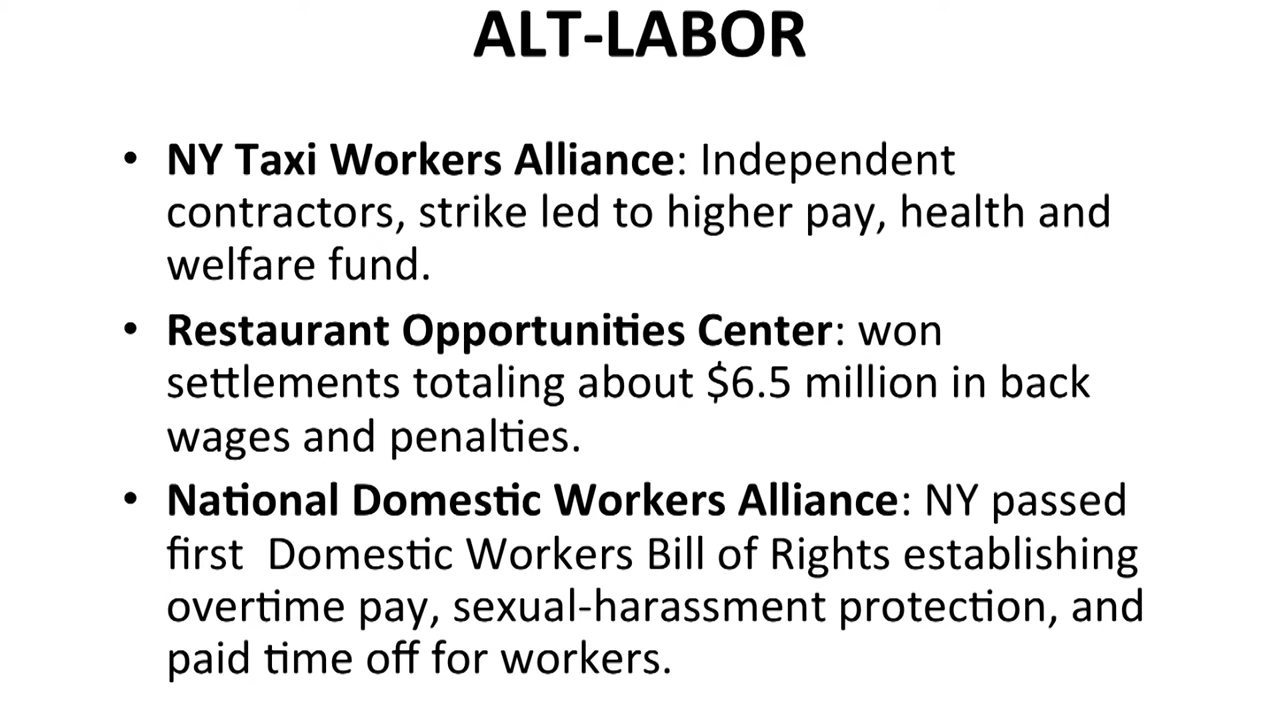 ALT-LABOR
• NY Taxi Workers Alliance: Independent
contractors, strike led to higher pay, health and
welfare fund.
• Restaurant Opportunities Center: won
settlements totaling about $6.5 million in back
wages and penalties.
• National Domestic Workers Alliance: NY passed
first  Domestic Workers Bill of Rights establishing
overtime pay, sexual-harassment protection, and
paid time off for workers.